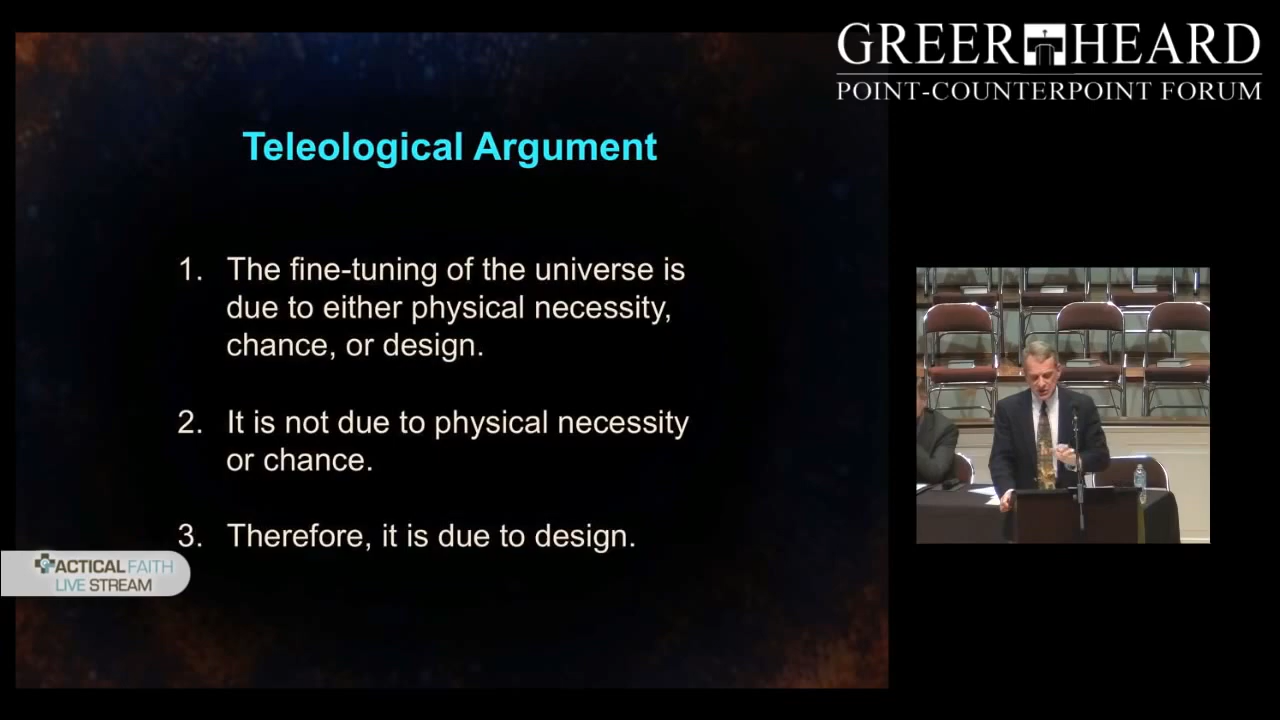 GREER HEARD
POINT-COUNTERPOINT FORUM
Teleological Argument
1. The fine-tuning of the universe is
due to either physical necessity,
chance, or design.
2. It is not due to physical necessity
or chance.
3. Therefore, it is due to design.
TACTICAL FAITH
LIVE STREAM